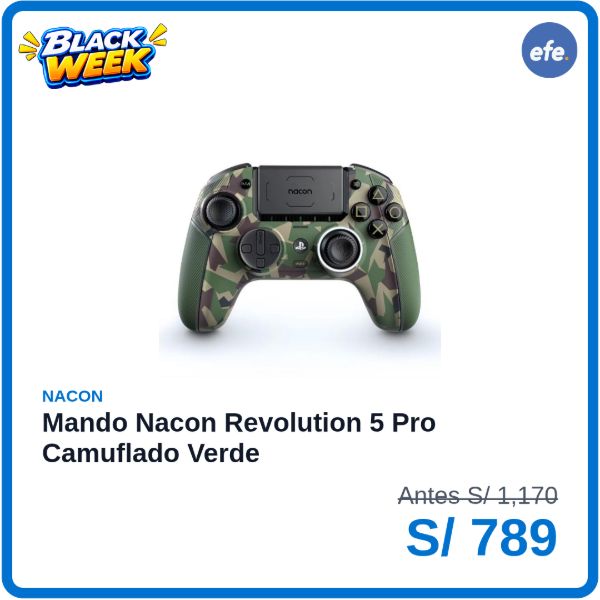 BLACK
WEEK
efe.
nacon
NACON
Mando Nacon Revolution 5 Pro
Camuflado Verde
Antes S/ 1,170
S/ 789